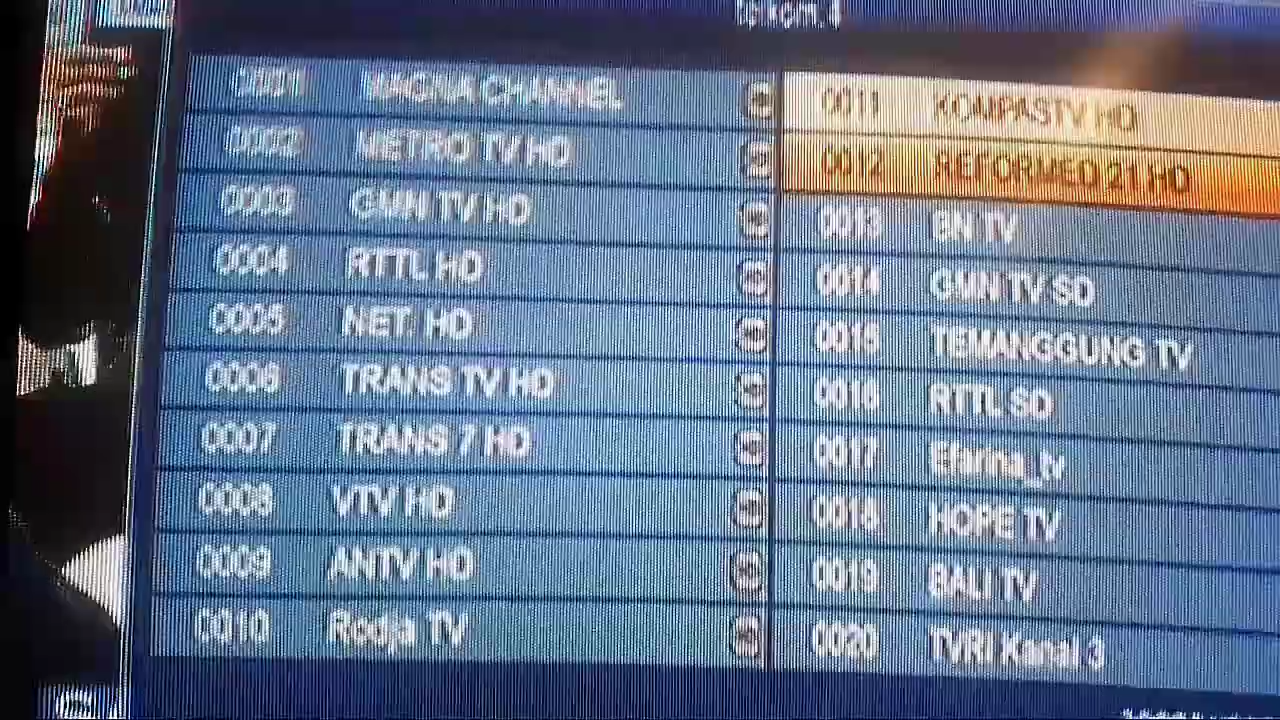 Telkom 4
0001 MAGNA CHANNEL
0002 METRO TV HD
0003 GMN TV HD
0004 RTTL HD
0005 NET. HD
0006 TRANS TV HD
0007 TRANS 7 HD
0008 VTV HD
0009 ANTV HD
0010 Rodja TV
0011 KOMPASTV HD
0012 REFORMED 21 HD
0013 BN TV
0014 GMN TV SD
0015 TEMANGGUNG TV
0016 RTTL SD
0017 Efarina_tv
0018 HOPE TV
0019 BALI TV
0020 TVRI Kanal 3